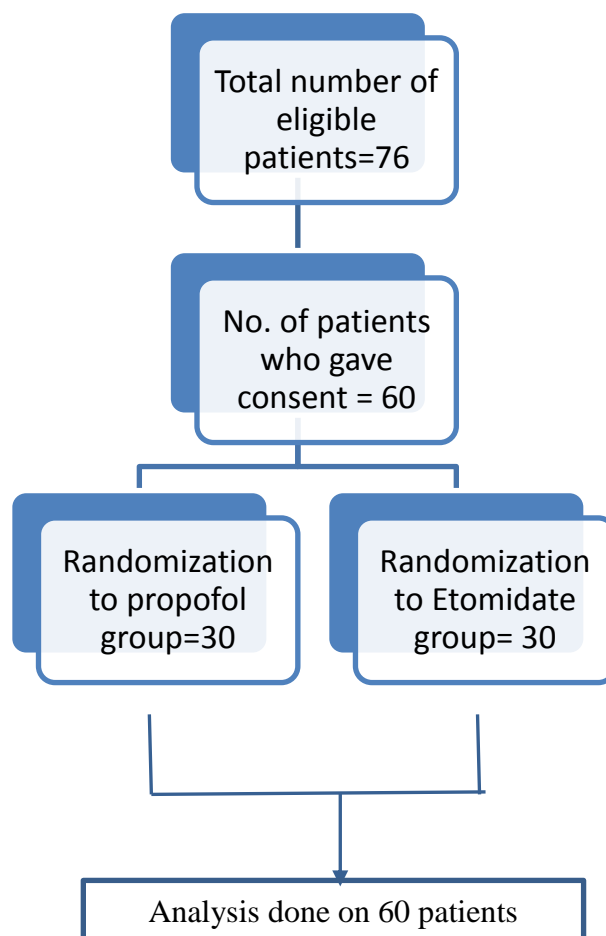 Total number of
eligible
patients=76
No. of patients
who gave
consent = 60
Randomization
to propofol
group=30
Randomization
to Etomidate
group= 30
Analysis done on 60 patients